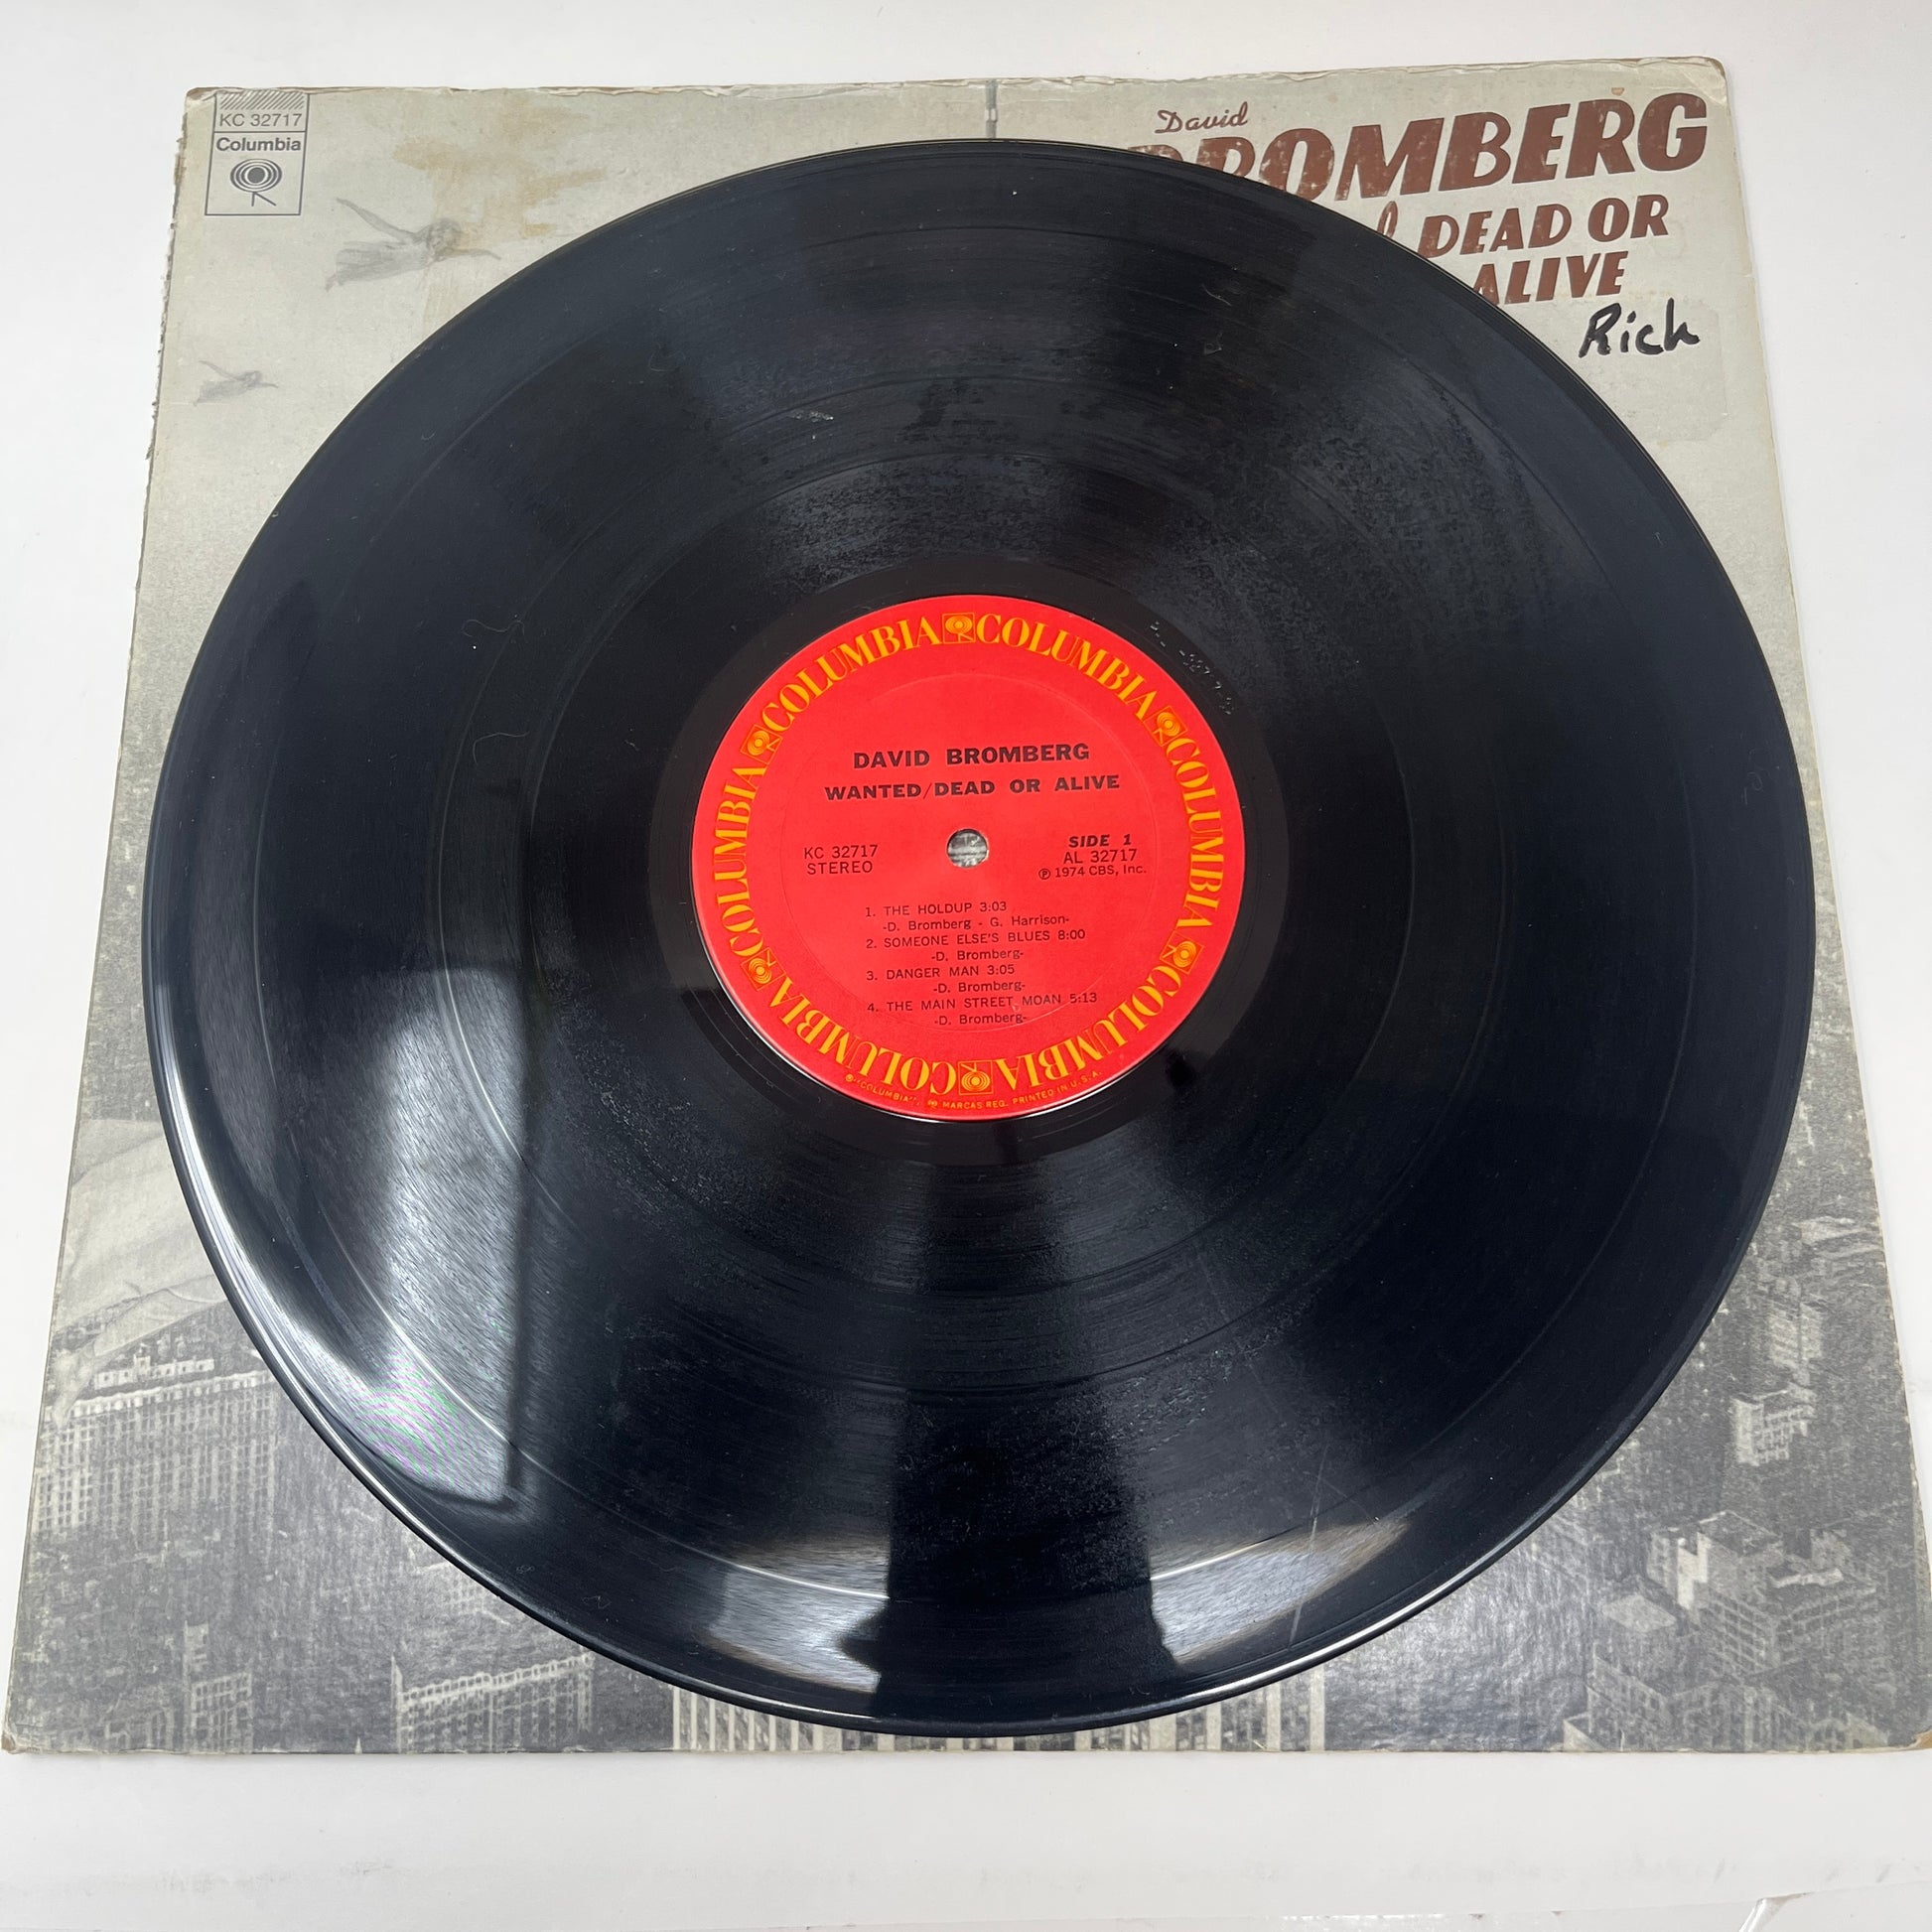 KC 32717
Columbia
David
BROMBERG
DEAD OR
ALIVE
Rich
COLUMBIA COLUMBIA COLUMBIA COLUMBIA COLUMBIA COLUMBIA COLUMBIA COLUMBIA
DAVID BROMBERG
WANTED/DEAD OR ALIVE
KC 32717
STEREO
SIDE 1
AL 32717
℗ 1974 CBS, Inc.
1. THE HOLDUP 3:03
-D. Bromberg - G. Harrison-
2. SOMEONE ELSE'S BLUES 8:00
-D. Bromberg-
3. DANGER MAN 3:05
-D. Bromberg-
4. THE MAIN STREET MOAN 5:13
-D. Bromberg-
® "COLUMBIA", ® MARCAS REG. PRINTED IN U.S.A.